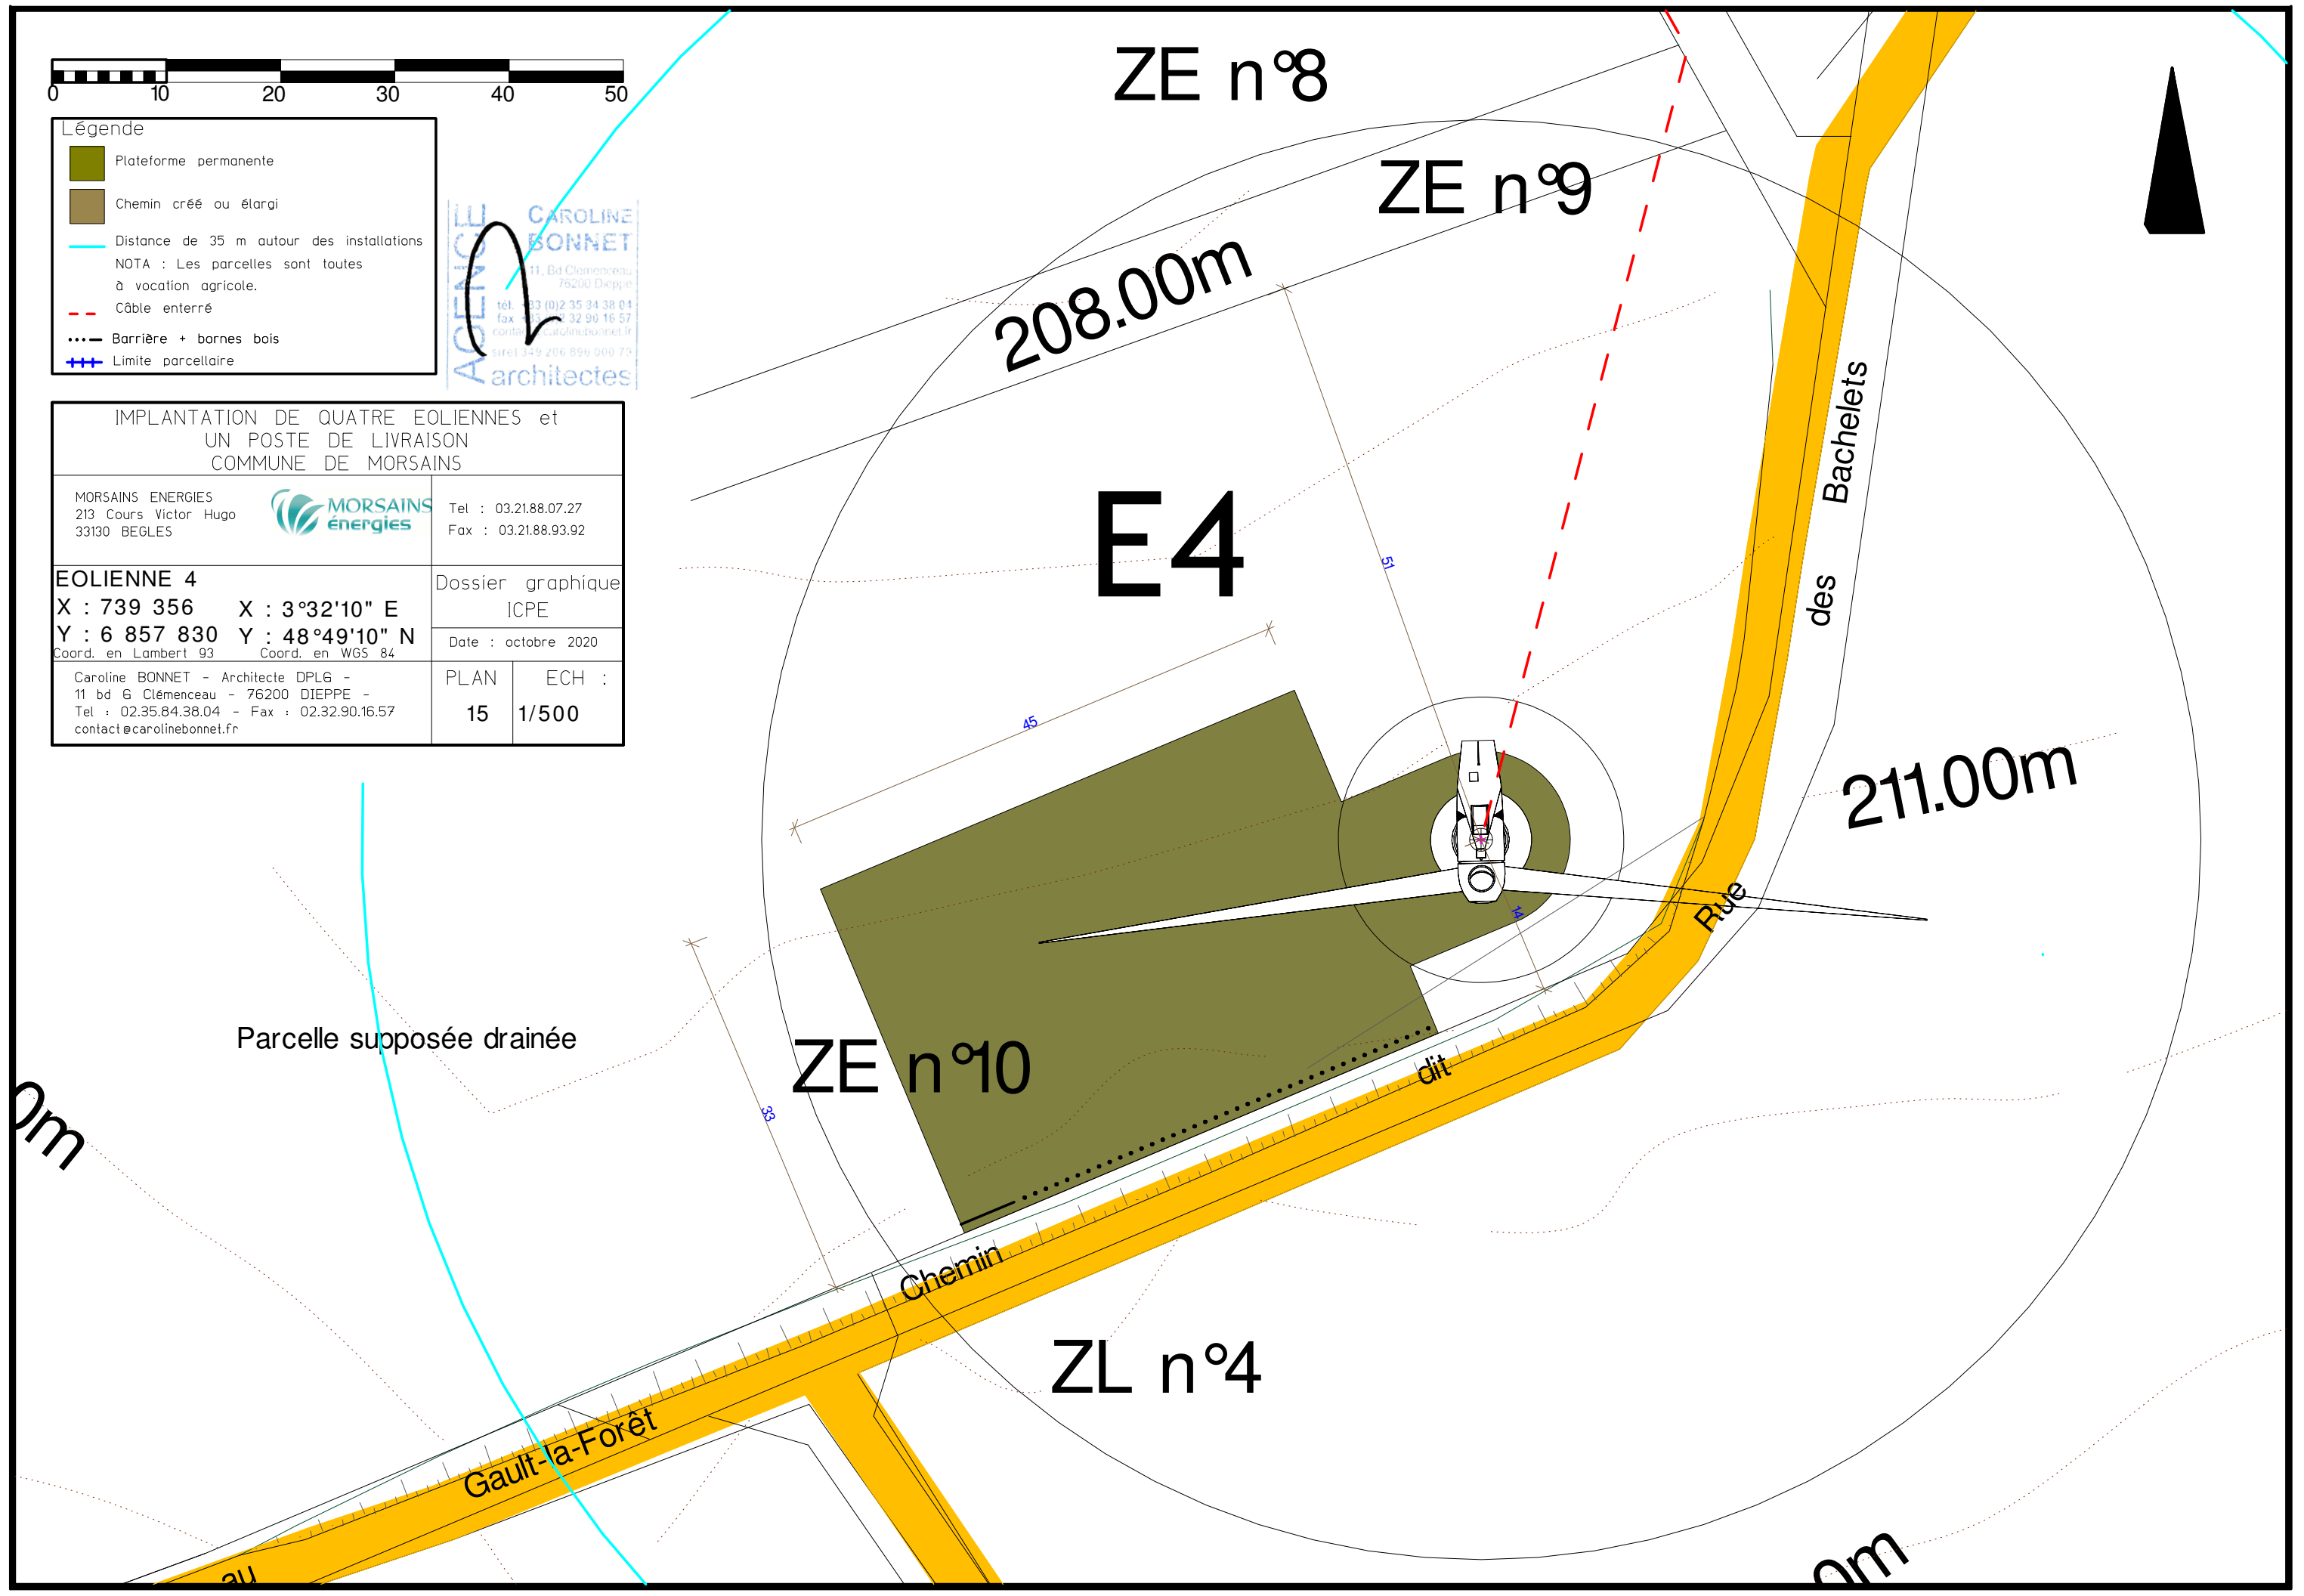 0 10 20 30 40 50
Légende
Plateforme permanente
Chemin créé ou élargi
Distance de 35 m autour des installations
NOTA : Les parcelles sont toutes
à vocation agricole.
Câble enterré
Barrière + bornes bois
Limite parcellaire
AGENCE
CAROLINE
BONNET
11, Bd Clemenceau
76200 Dieppe
architectes
IMPLANTATION DE QUATRE EOLIENNES et
UN POSTE DE LIVRAISON
COMMUNE DE MORSAINS
MORSAINS ENERGIES
213 Cours Victor Hugo
33130 BEGLES
MORSAINS
énergies
Tel : 03.21.88.07.27
Fax : 03.21.88.93.92
EOLIENNE 4
X : 739 356 X : 3°32'10" E
Y : 6 857 830 Y : 48°49'10" N
Coord. en Lambert 93 Coord. en WGS 84
Dossier graphique
ICPE
Date : octobre 2020
Caroline BONNET - Architecte DPLG -
11 bd G Clémenceau - 76200 DIEPPE -
Tel : 02.35.84.38.04 - Fax : 02.32.90.16.57
contact@carolinebonnet.fr
PLAN
15
ECH :
1/500
ZE n°8
ZE n°9
208.00m
E4
51
45
des Bachelets
211.00m
Rue
14
Parcelle supposée drainée
ZE n°10
33
0m
dit
Chemin
ZL n°4
Gault-la-Forêt
au
0m